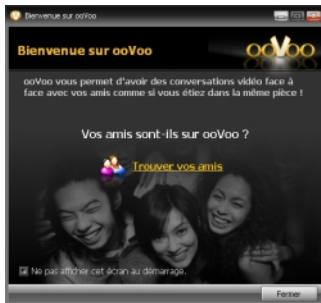 Bienvenue sur ooVoo
Bienvenue sur ooVoo
ooVoo
ooVoo vous permet d'avoir des conversations vidéo face à
face avec vos amis comme si vous étiez dans la même pièce !
Vos amis sont-ils sur ooVoo ?
Trouver vos amis
Ne pas afficher cet écran au démarrage.
Fermer